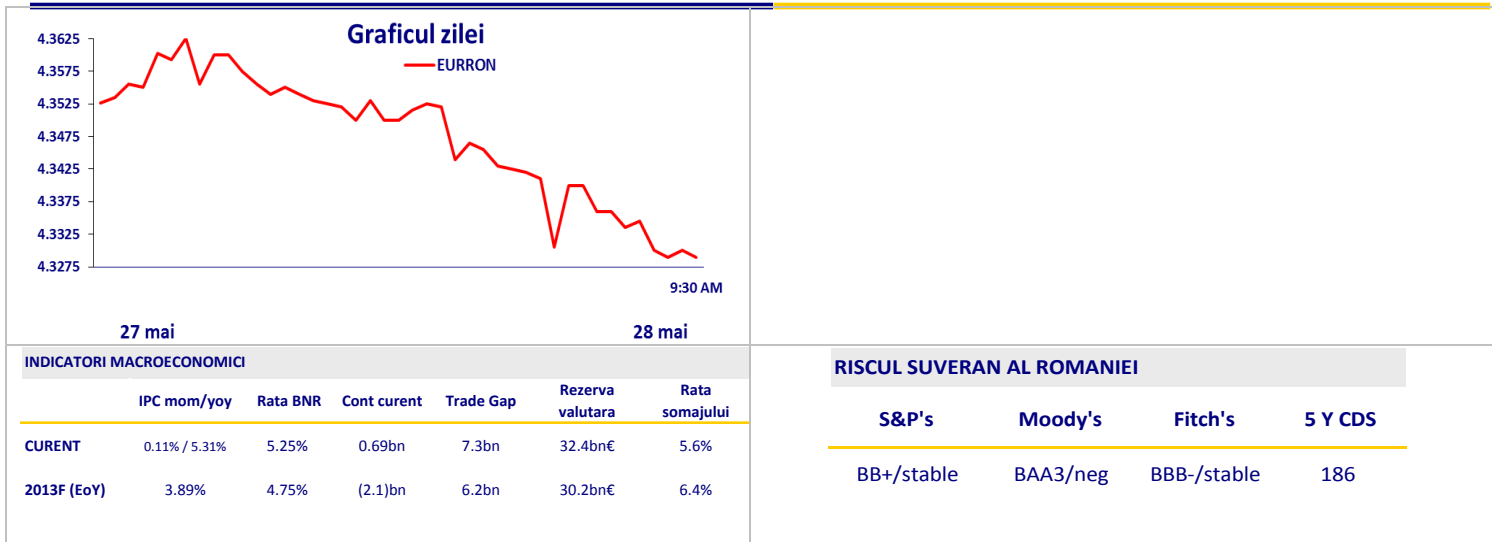 Graficul zilei
EURRON
4.3625
4.3575
4.3525
4.3475
4.3425
4.3375
4.3325
4.3275
9:30 AM
27 mai 28 mai
INDICATORI MACROECONOMICI
IPC mom/yoy Rata BNR Cont curent Trade Gap Rezerva valutara Rata somajului
CURENT 0.11% / 5.31% 5.25% 0.69bn 7.3bn 32.4bn€ 5.6%
2013F (EoY) 3.89% 4.75% (2.1)bn 6.2bn 30.2bn€ 6.4%
RISCUL SUVERAN AL ROMANIEI
S&P's Moody's Fitch's 5 Y CDS
BB+/stable BAA3/neg BBB-/stable 186